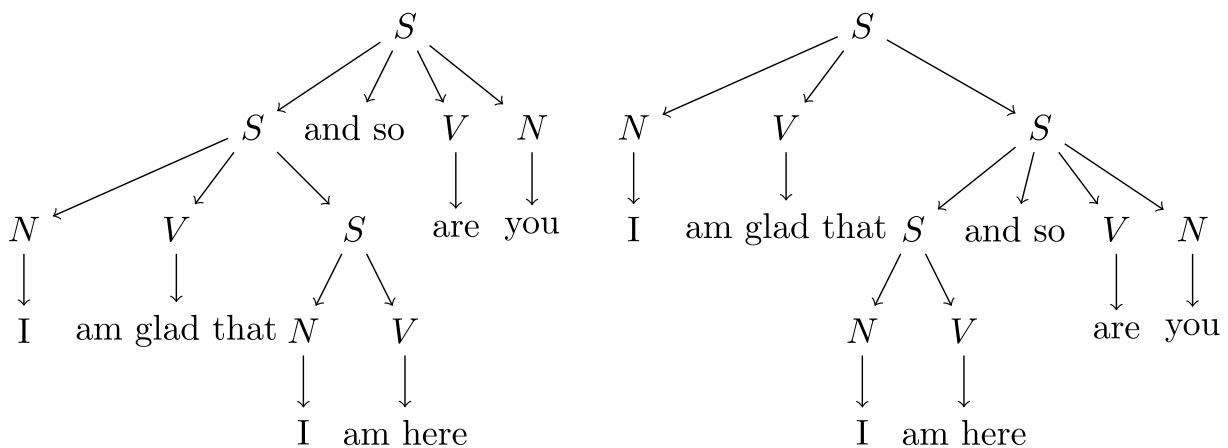 S S
S and so V N N V S
N V S are you I am glad that S and so V N
I am glad that N V N V are you
I am here I am here